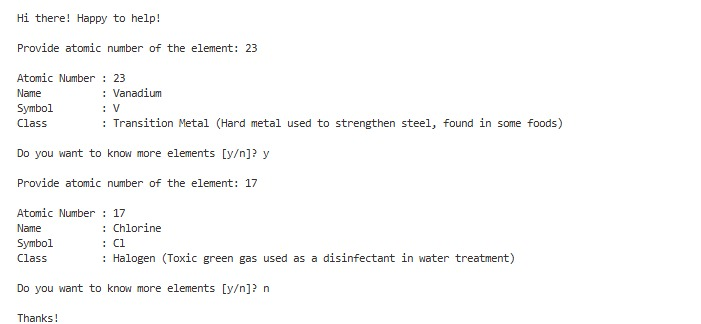 Hi there! Happy to help!
Provide atomic number of the element: 23
Atomic Number : 23
Name : Vanadium
Symbol : V
Class : Transition Metal (Hard metal used to strengthen steel, found in some foods)
Do you want to know more elements [y/n]? y
Provide atomic number of the element: 17
Atomic Number : 17
Name : Chlorine
Symbol : Cl
Class : Halogen (Toxic green gas used as a disinfectant in water treatment)
Do you want to know more elements [y/n]? n
Thanks!